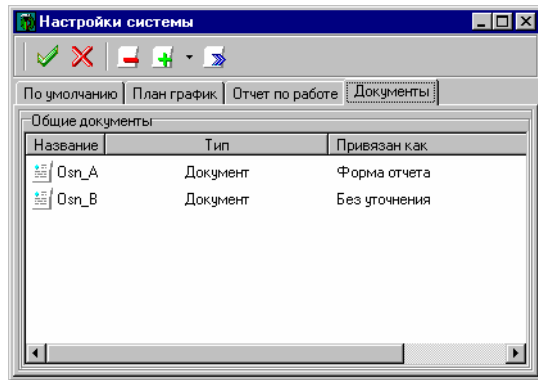 Настройки системы
По умолчанию План график Отчет по работе Документы
Общие документы
Название Тип Привязан как
Osn_A Документ Форма отчета
Osn_B Документ Без уточнения